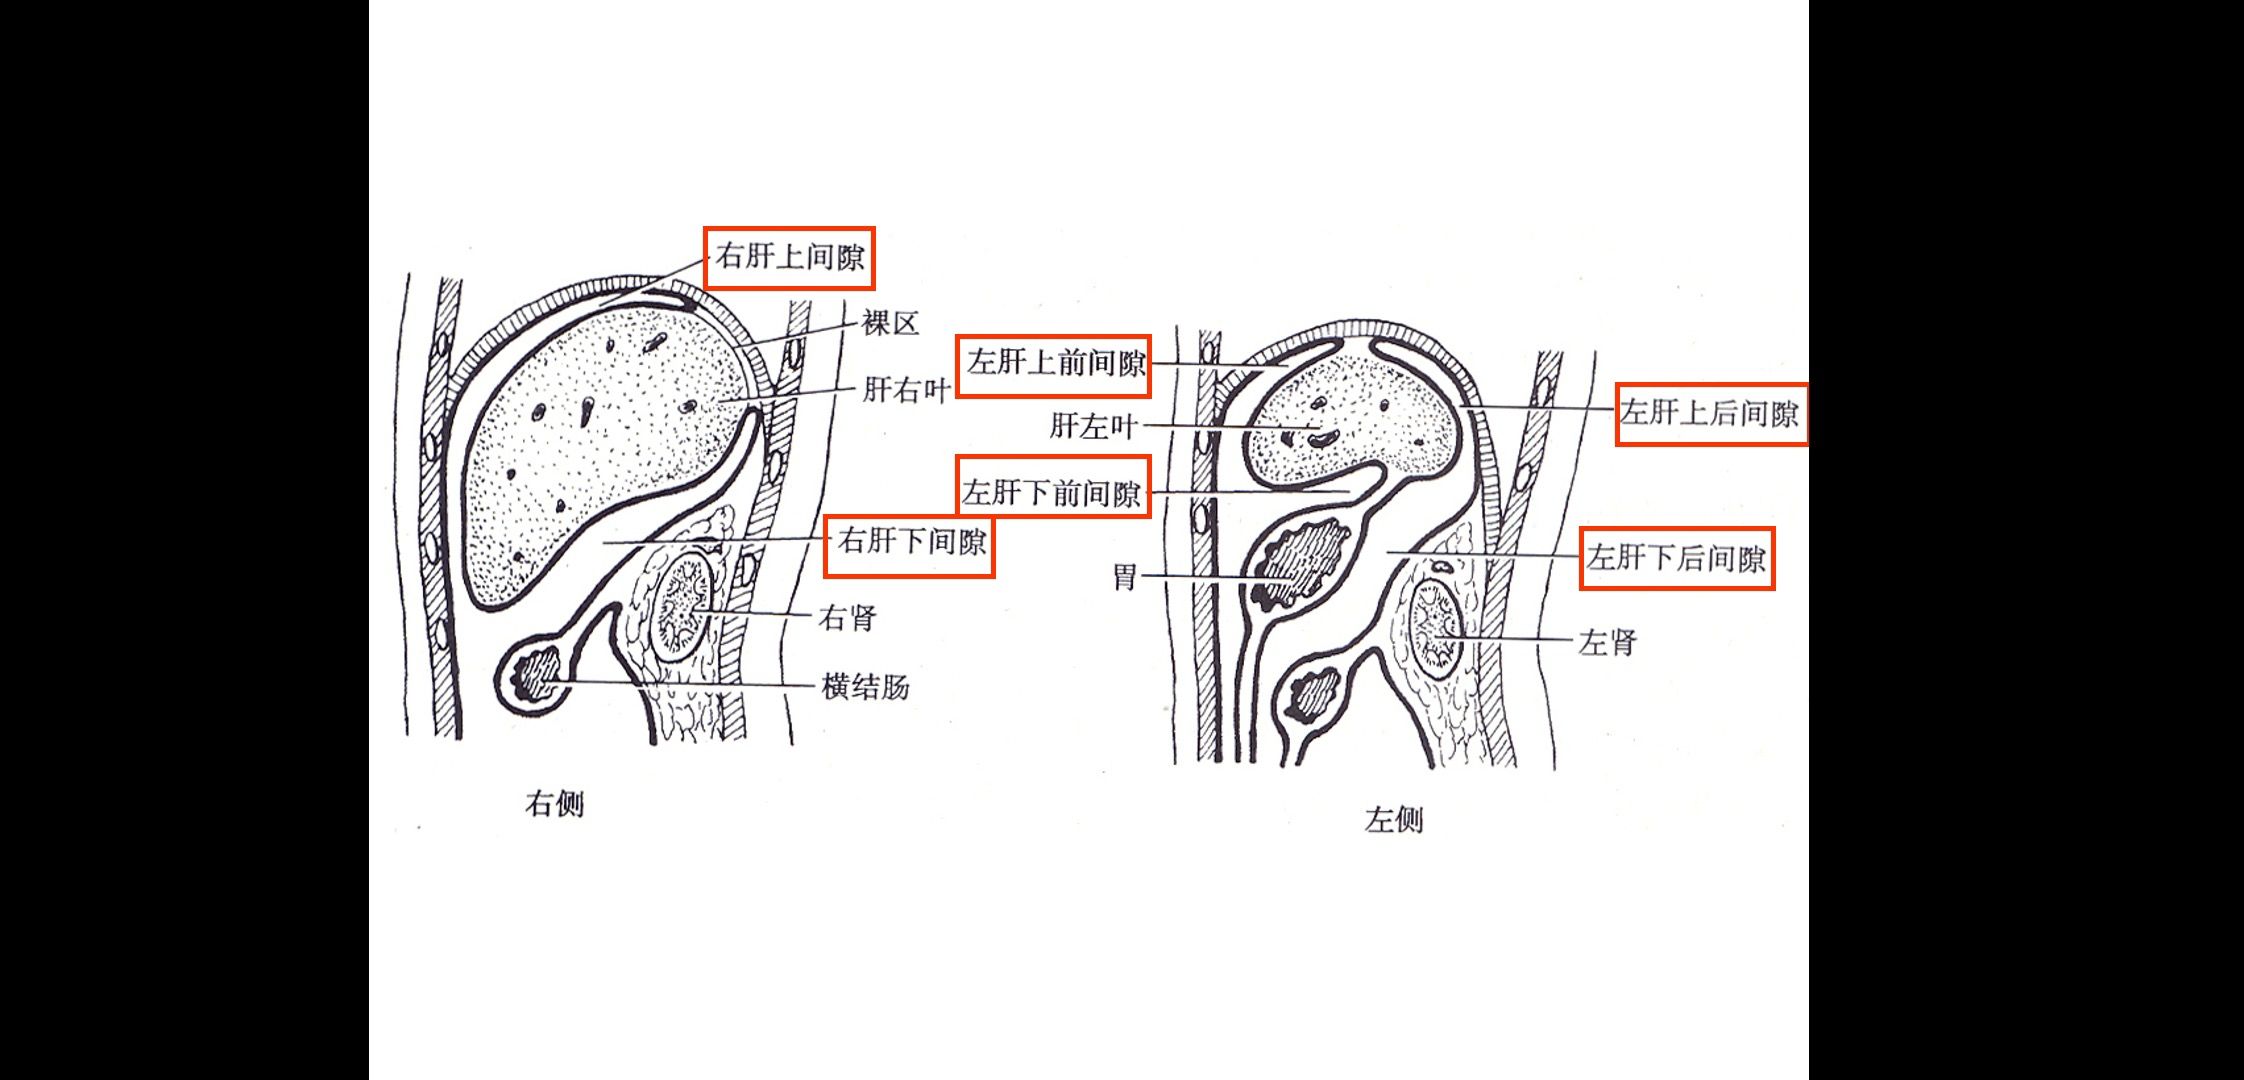 右肝上间隙
裸区
肝右叶
右肝下间隙
右肾
横结肠
右侧
左肝上前间隙
肝左叶
左肝下前间隙
胃
左肝上后间隙
左肝下后间隙
左肾
左侧